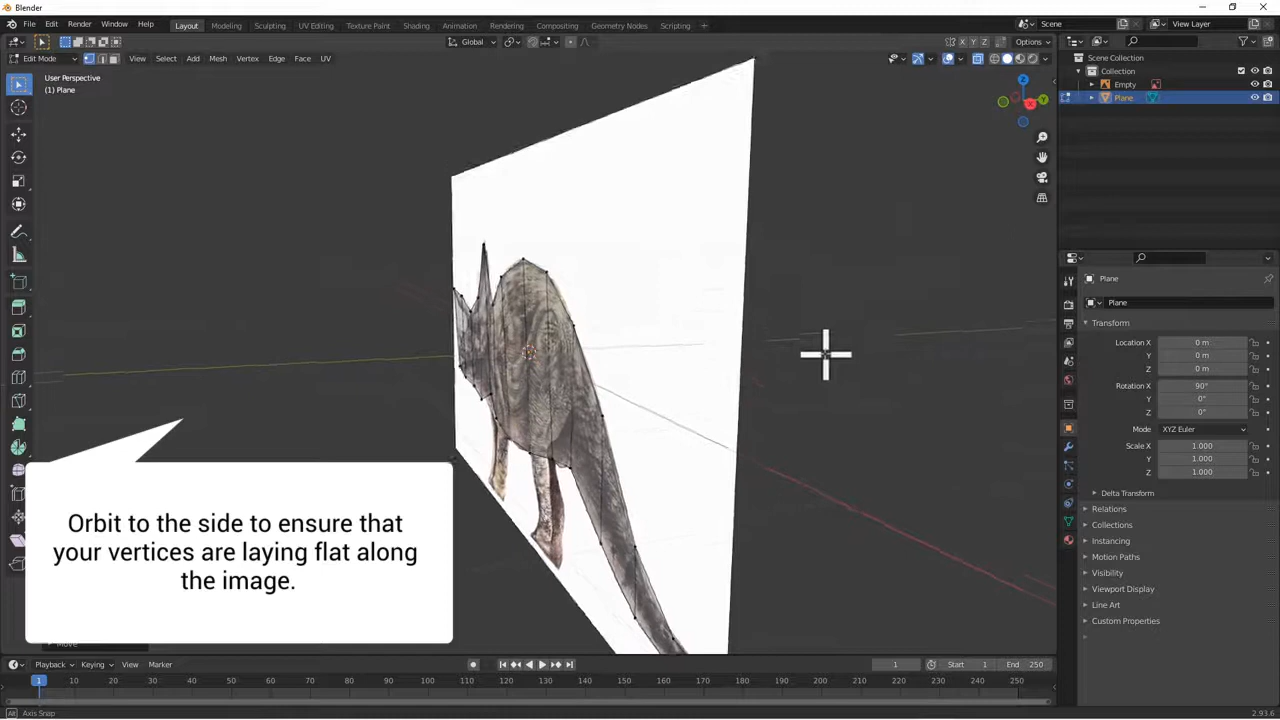 Blender
File Edit Render Window Help Layout Modeling Sculpting UV Editing Texture Paint Shading Animation Rendering Compositing Geometry Nodes Scripting + Scene View Layer
Global X Y Z Options
Edit Mode View Select Add Mesh Vertex Edge Face UV
User Perspective
(1) Plane
Scene Collection
Collection
Empty
Plane
Z
X
Y
Plane
Plane
Transform
Location X 0 m
Y 0 m
Z 0 m
Rotation X 90°
Y 0°
Z 0°
Mode XYZ Euler
Scale X 1.000
Y 1.000
Z 1.000
Delta Transform
Relations
Collections
Instancing
Motion Paths
Visibility
Viewport Display
Line Art
Custom Properties
Orbit to the side to ensure that
your vertices are laying flat along
the image.
Move
Playback Keying View Marker 1 Start 1 End 250
1 10 20 30 40 50 60 70 80 90 100 110 120 130 140 150 160 170 180 190 200 210 220 230 240 250
Axis Snap 2.93.6